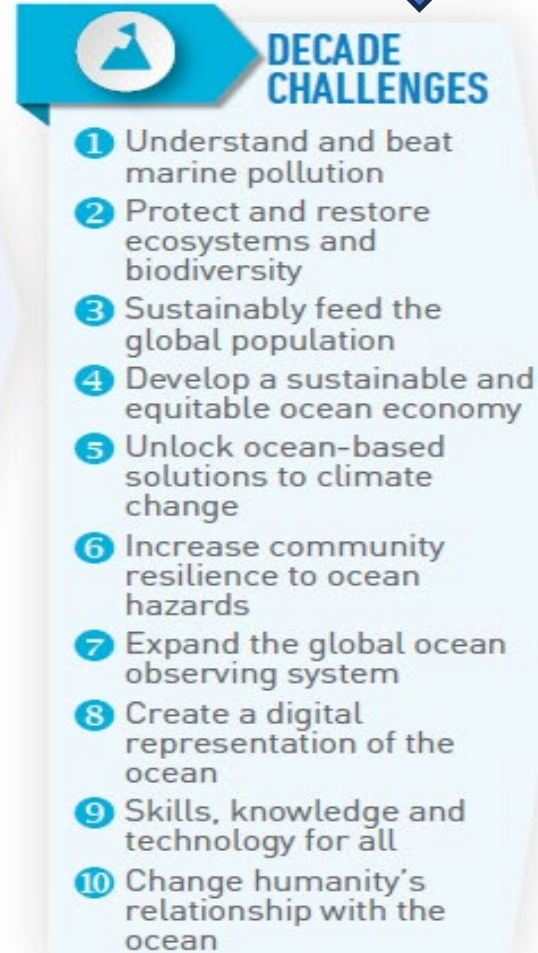 DECADE
CHALLENGES
1 Understand and beat
marine pollution
2 Protect and restore
ecosystems and
biodiversity
3 Sustainably feed the
global population
4 Develop a sustainable and
equitable ocean economy
5 Unlock ocean-based
solutions to climate
change
6 Increase community
resilience to ocean
hazards
7 Expand the global ocean
observing system
8 Create a digital
representation of the
ocean
9 Skills, knowledge and
technology for all
10 Change humanity's
relationship with the
ocean